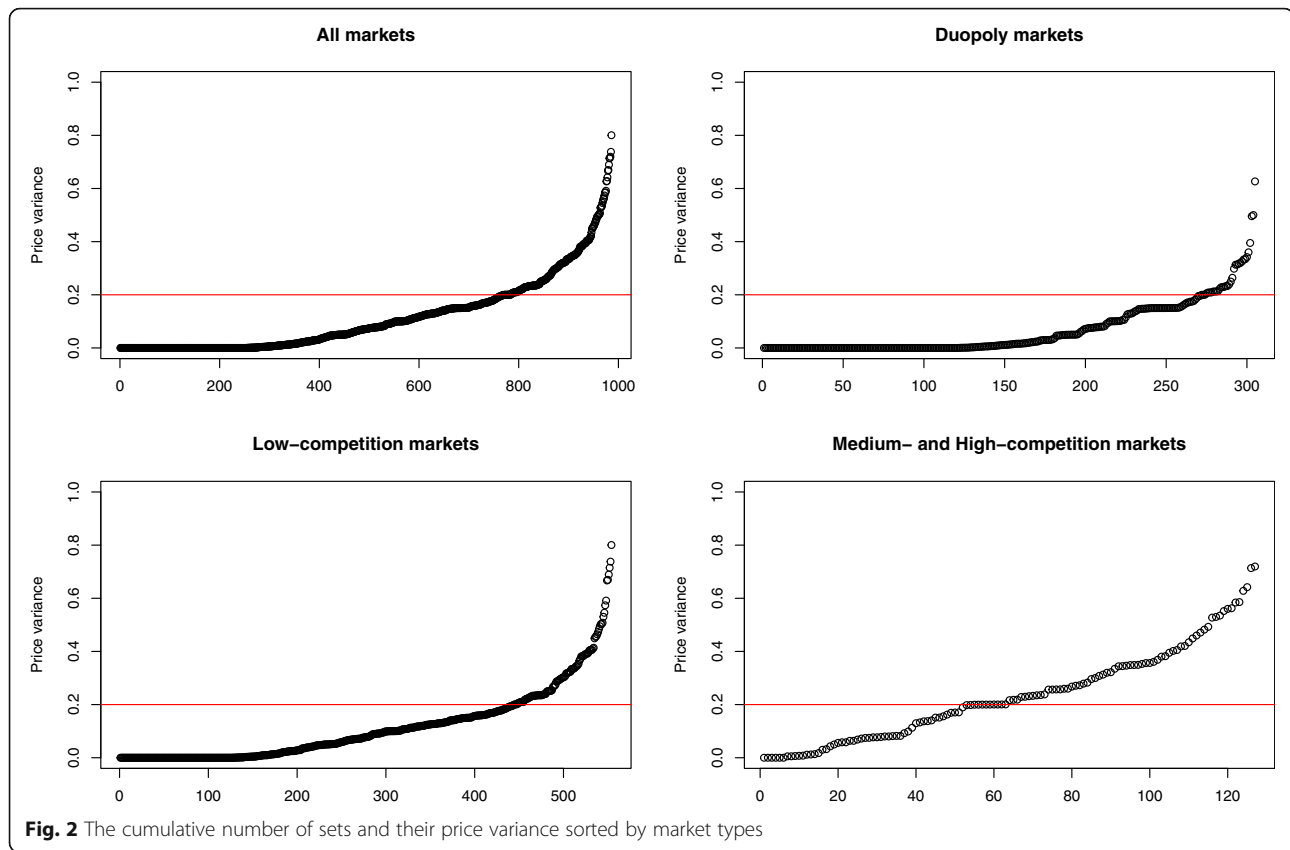 All markets
Price variance
1.0
0.8
0.6
0.4
0.2
0.0
0 200 400 600 800 1000
Duopoly markets
Price variance
1.0
0.8
0.6
0.4
0.2
0.0
0 50 100 150 200 250 300
Low−competition markets
Price variance
1.0
0.8
0.6
0.4
0.2
0.0
0 100 200 300 400 500
Medium− and High−competition markets
Price variance
1.0
0.8
0.6
0.4
0.2
0.0
0 20 40 60 80 100 120
Fig. 2 The cumulative number of sets and their price variance sorted by market types